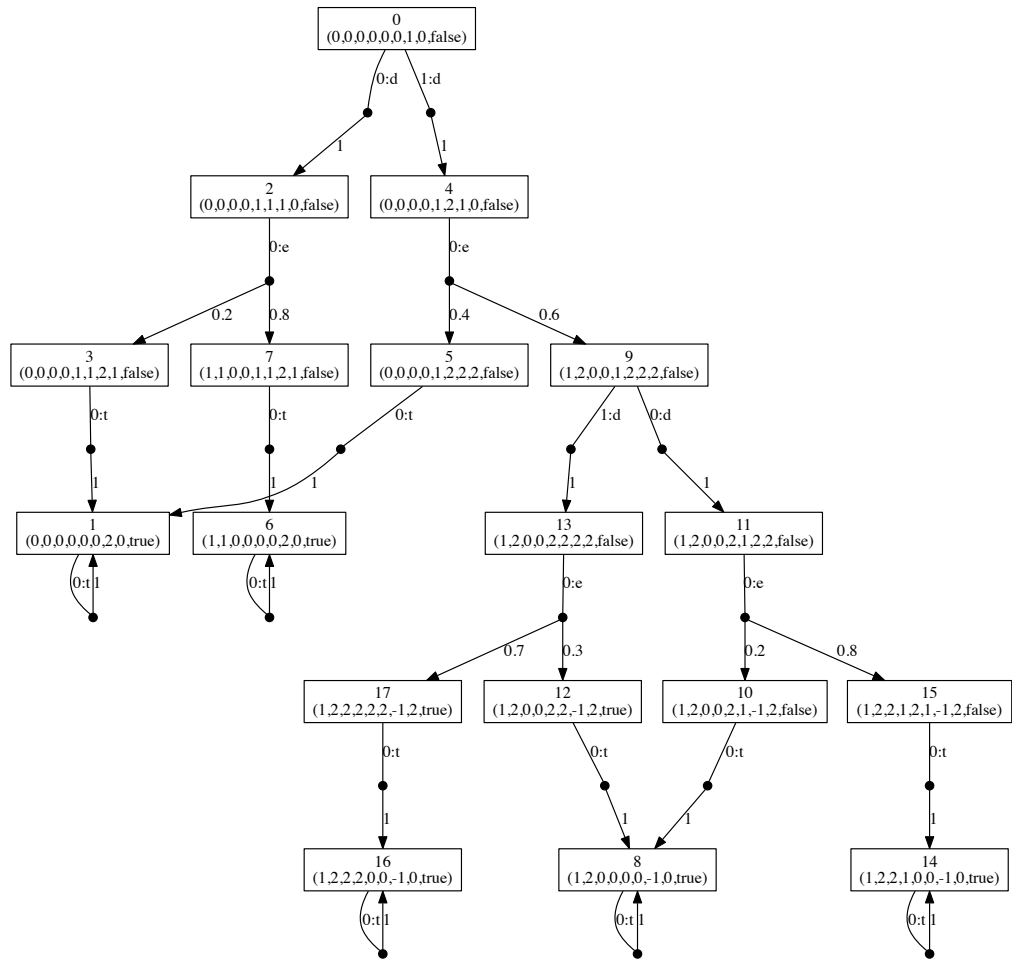 0
(0,0,0,0,0,0,1,0,false)
0:d
1:d
1
1
2
(0,0,0,0,1,1,1,0,false)
4
(0,0,0,0,1,2,1,0,false)
0:e
0:e
0.2
0.8
0.4
0.6
3
(0,0,0,0,1,1,2,1,false)
7
(1,1,0,0,1,1,2,1,false)
5
(0,0,0,0,1,2,2,2,false)
9
(1,2,0,0,1,2,2,2,false)
0:t
0:t
0:t
1:d
0:d
1
1
1
1
1
1
(0,0,0,0,0,0,2,0,true)
6
(1,1,0,0,0,0,2,0,true)
13
(1,2,0,0,2,2,2,2,false)
11
(1,2,0,0,2,1,2,2,false)
0:t
1
0:t
1
0:e
0:e
0.7
0.3
0.2
0.8
17
(1,2,2,2,2,2,-1,2,true)
12
(1,2,0,0,2,2,-1,2,true)
10
(1,2,0,0,2,1,-1,2,false)
15
(1,2,2,1,2,1,-1,2,false)
0:t
0:t
0:t
0:t
1
1
1
1
16
(1,2,2,2,0,0,-1,0,true)
8
(1,2,0,0,0,0,-1,0,true)
14
(1,2,2,1,0,0,-1,0,true)
0:t
1
0:t
1
0:t
1